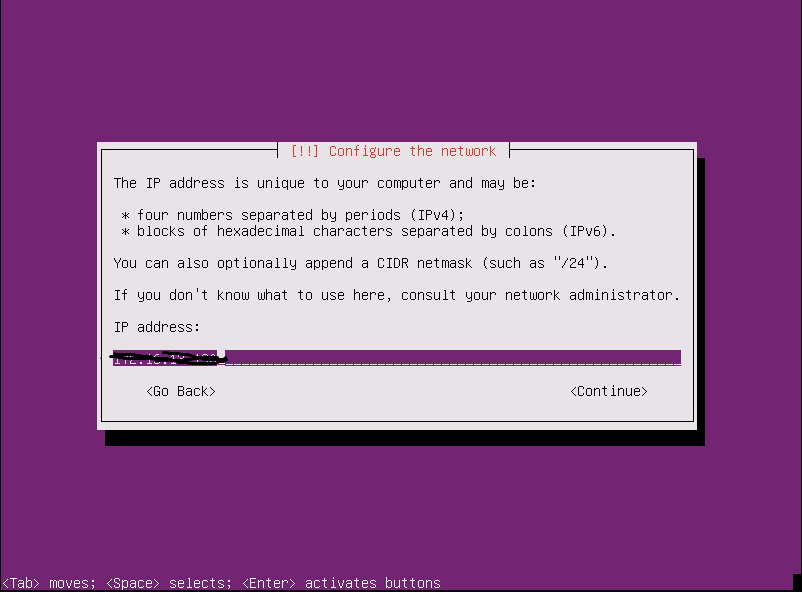 [!!] Configure the network
The IP address is unique to your computer and may be:
* four numbers separated by periods (IPv4);
* blocks of hexadecimal characters separated by colons (IPv6).
You can also optionally append a CIDR netmask (such as "/24").
If you don't know what to use here, consult your network administrator.
IP address:
<Go Back> <Continue>
<Tab> moves; <Space> selects; <Enter> activates buttons